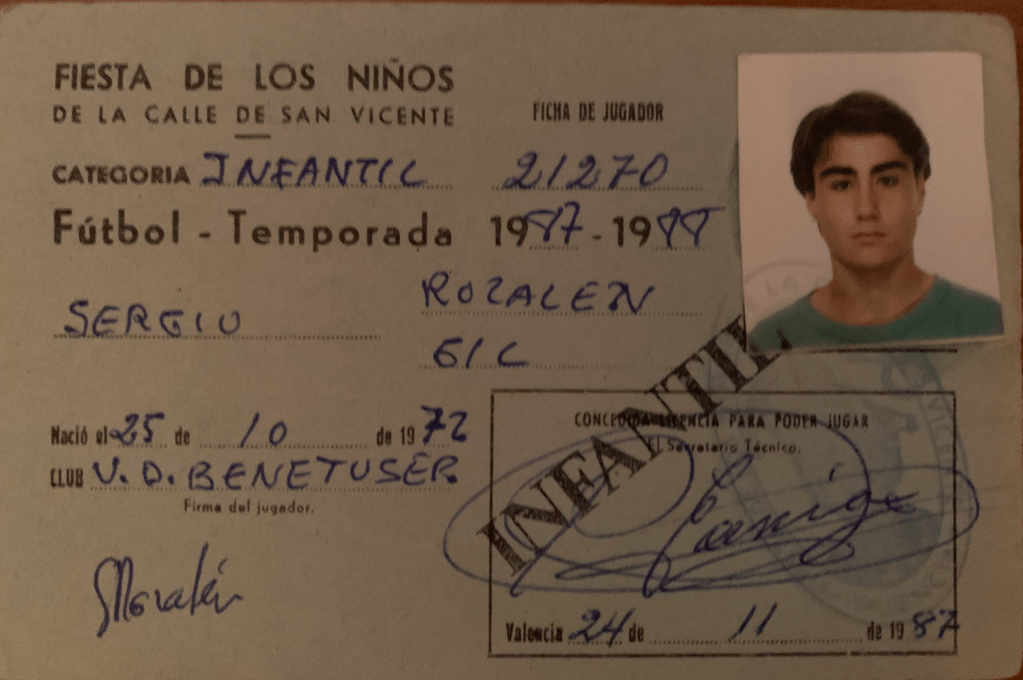 FIESTA DE LOS NIÑOS
DE LA CALLE DE SAN VICENTE
FICHA DE JUGADOR
CATEGORIA INFANTIL 21270
Fútbol - Temporada 1987 - 1988
SERGIO
ROZALEN
GIL
Nació el 25 de 10 de 1972
CLUB U. D. BENETUSER
Firma del jugador.
INFANTIL
CONCEDIDA LICENCIA PARA PODER JUGAR
El Secretario Técnico.
Valencia 24 de 11 de 1987